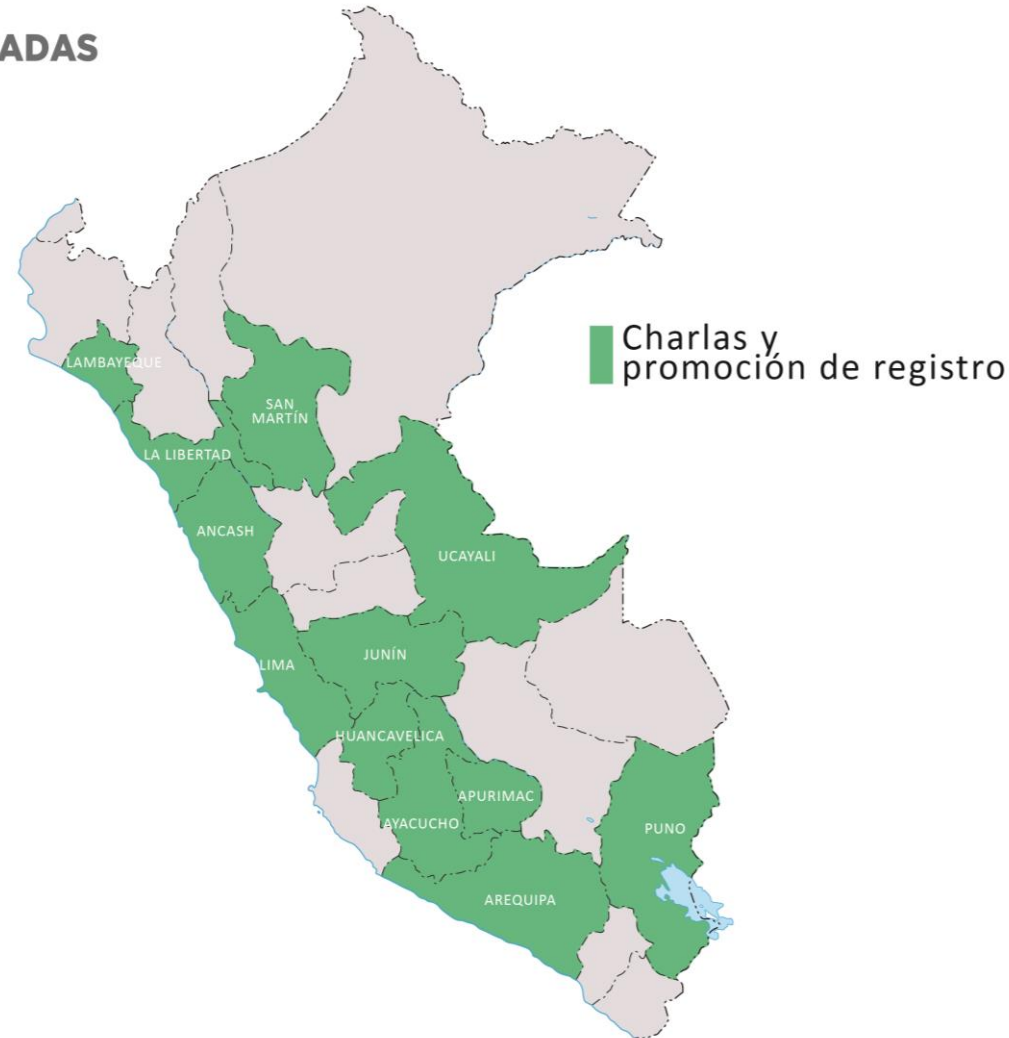 ADAS
Charlas y
promoción de registro
LAMBAYEQUE
SAN
MARTÍN
LA LIBERTAD
ANCASH
UCAYALI
JUNÍN
LIMA
HUANCAVELICA
APURIMAC
AYACUCHO
PUNO
AREQUIPA